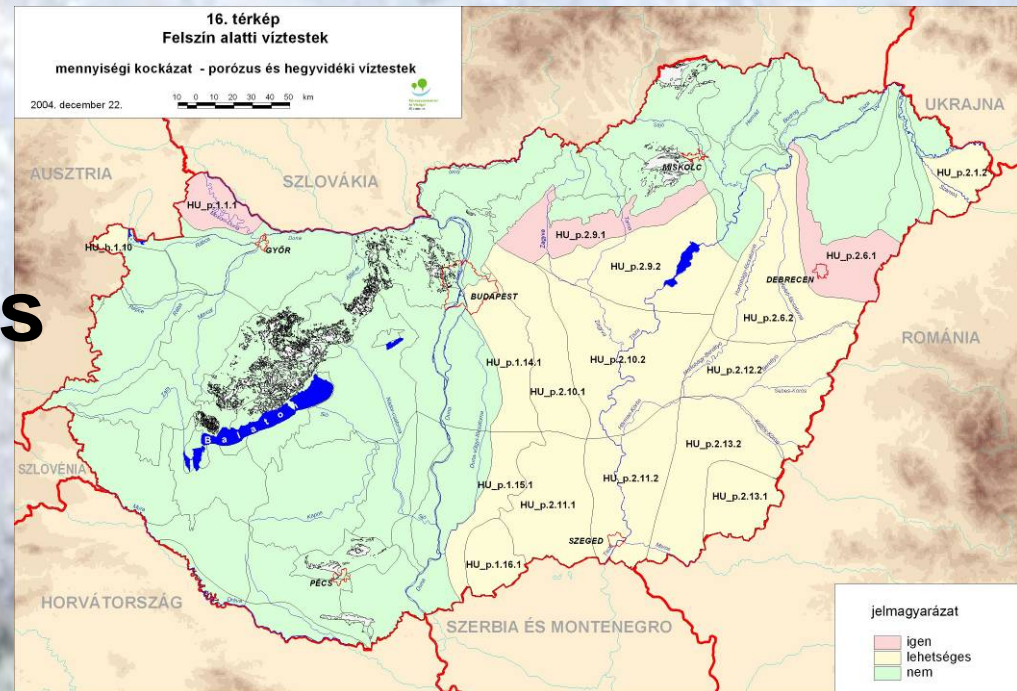 16. térkép
Felszín alatti víztestek
mennyiségi kockázat - porózus és hegyvidéki víztestek
2004. december 22.
10 0 10 20 30 40 50 km
s
UKRAJNA
AUSZTRIA
SZLOVÁKIA
MISKOLC
HU_p.2.1.2
HU_p.1.1.1
HU_h.1.10
GYŐR
Duna
HU_p.2.9.1
HU_p.2.9.2
HU_p.2.6.1
DEBRECEN
BUDAPEST
HU_p.2.6.2
ROMÁNIA
HU_p.1.14.1
HU_p.2.10.2
HU_p.2.12.2
HU_p.2.10.1
Balaton
HU_p.2.13.2
SZLOVÉNIA
HU_p.1.15.1
HU_p.2.11.2
HU_p.2.11.1
HU_p.2.13.1
SZEGED
HU_p.1.16.1
PÉCS
HORVÁTORSZÁG
SZERBIA ÉS MONTENEGRO
jelmagyarázat
igen
lehetséges
nem